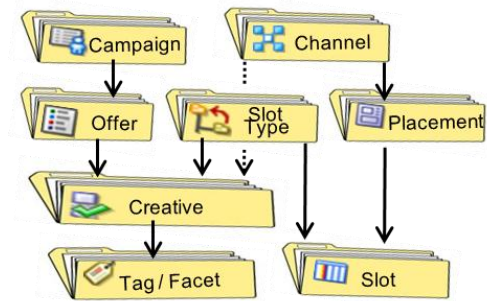 Campaign
Channel
Offer
Slot
Type
Placement
Creative
Tag / Facet
Slot